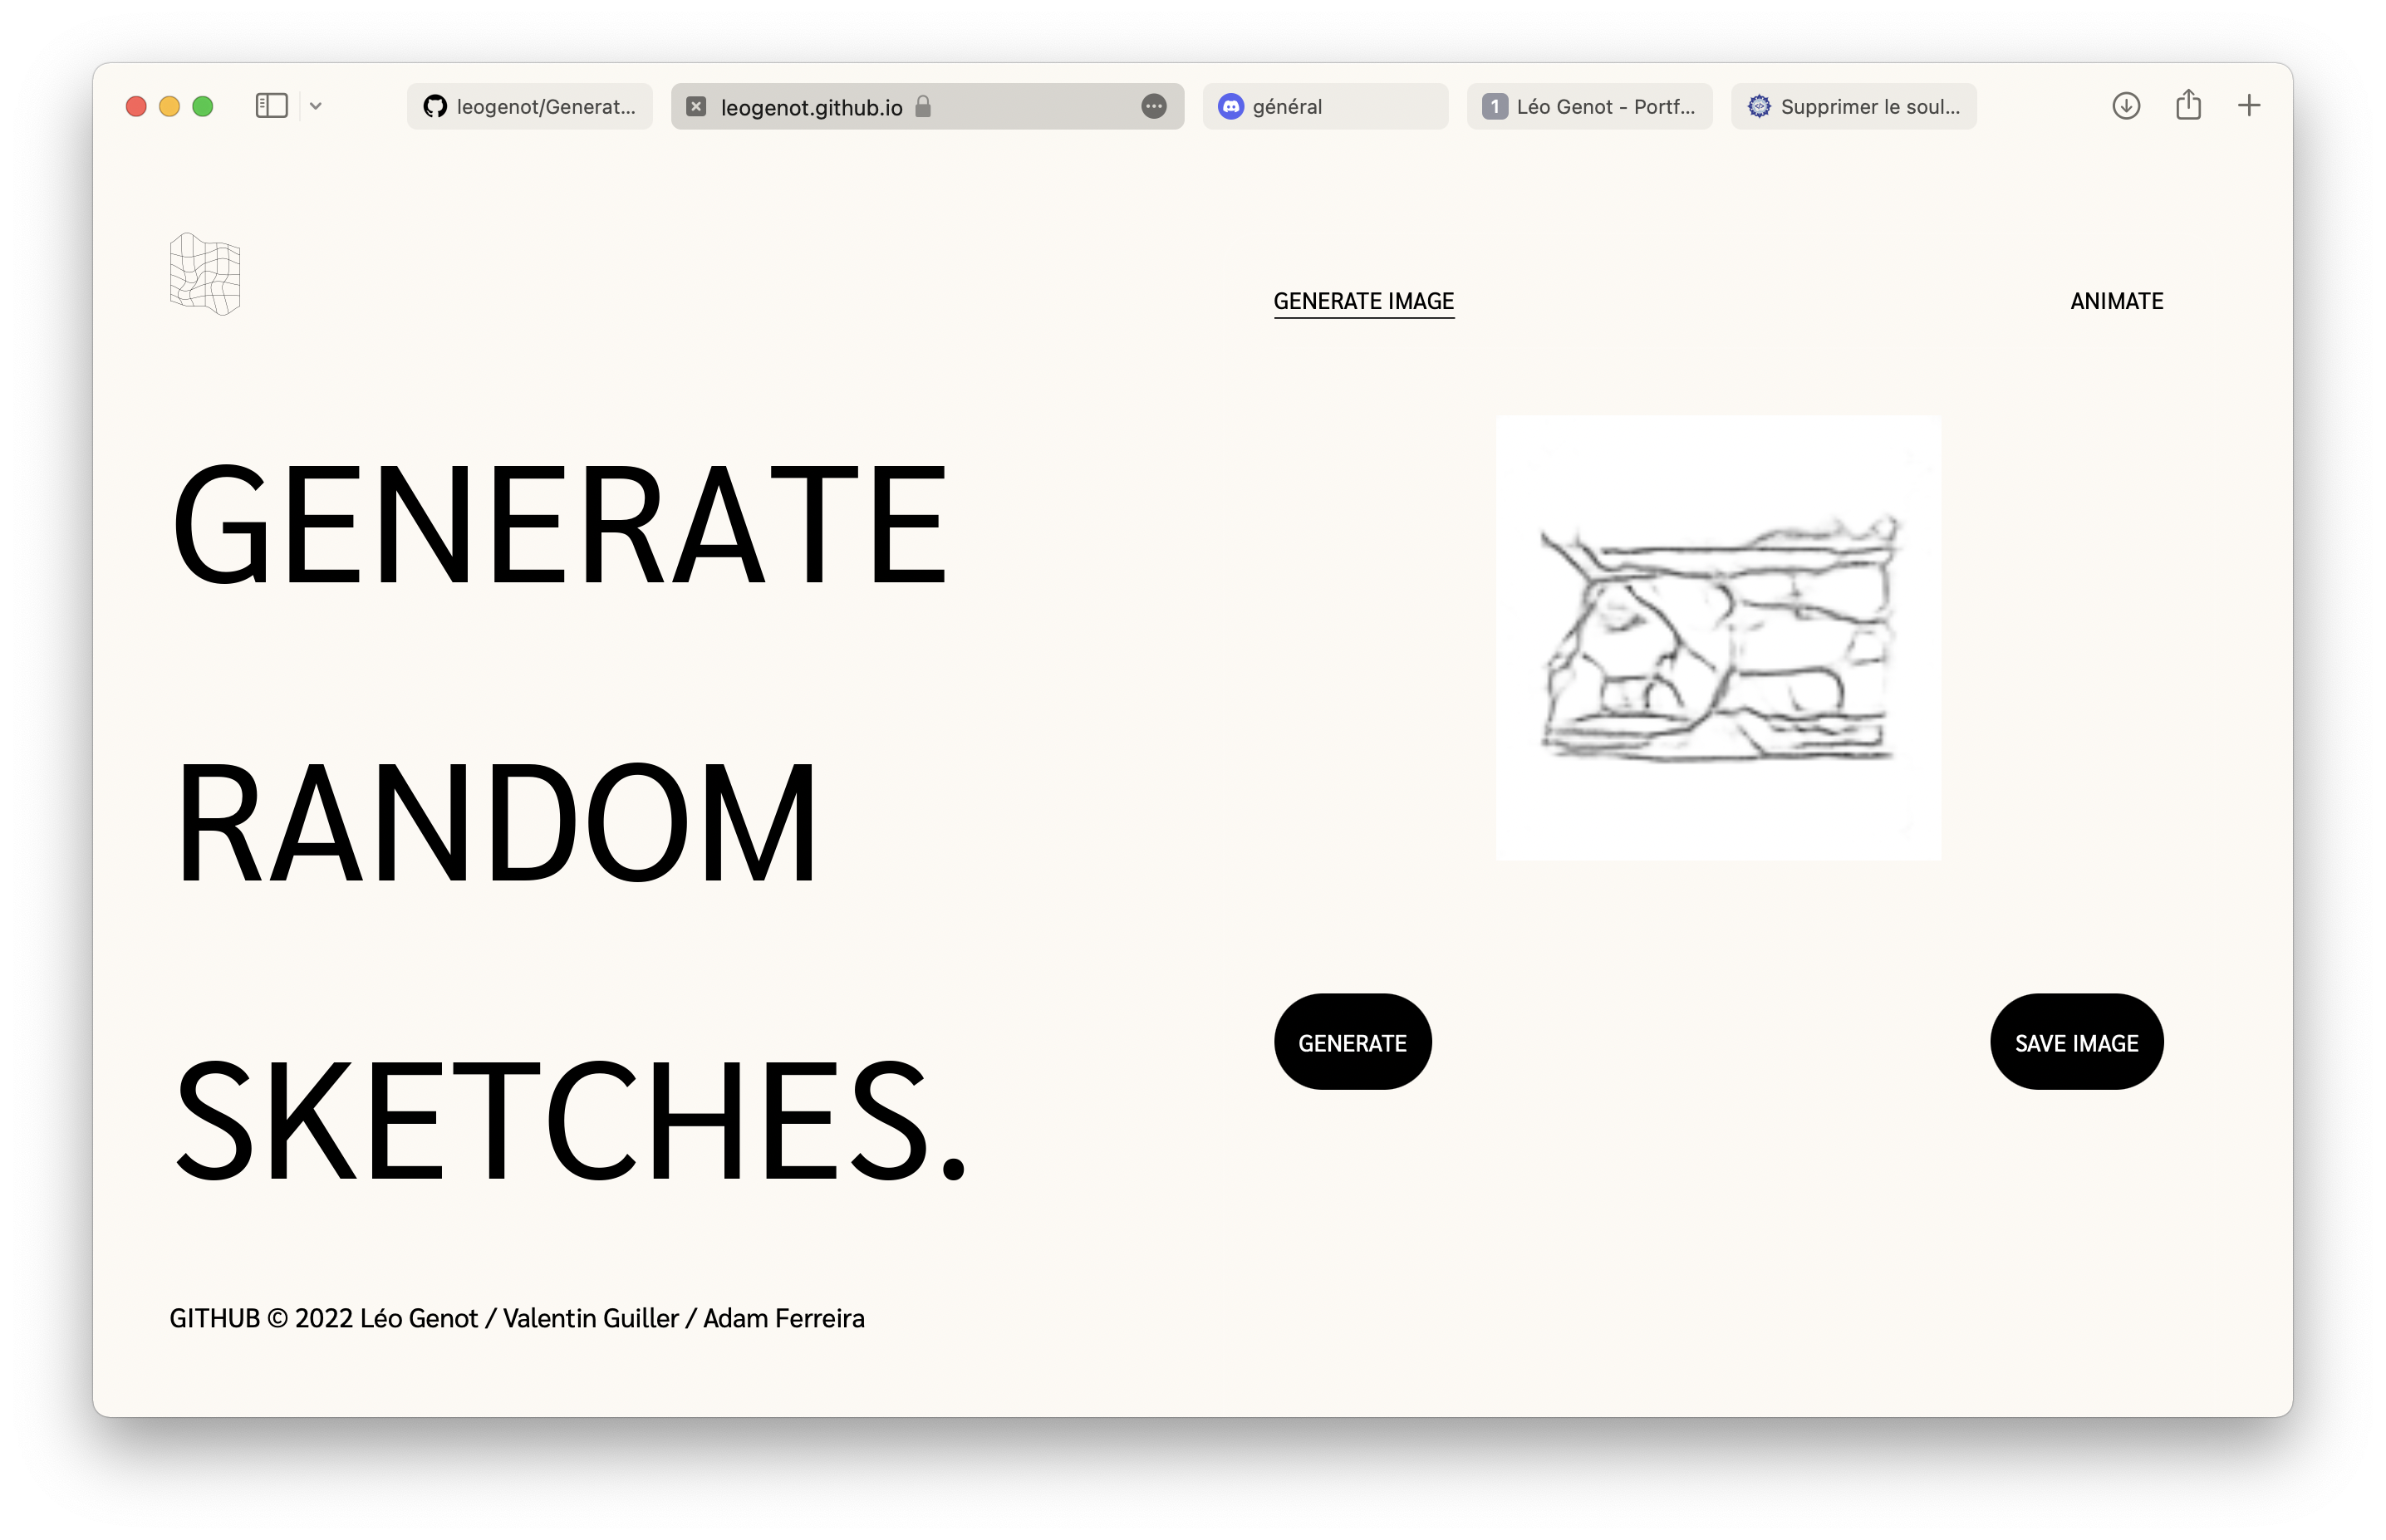 leogenot/Generat...
leogenot.github.io
général
1
Léo Genot - Portf...
Supprimer le soul...
GENERATE IMAGE
ANIMATE
GENERATE
RANDOM
SKETCHES.
GENERATE
SAVE IMAGE
GITHUB © 2022 Léo Genot / Valentin Guiller / Adam Ferreira